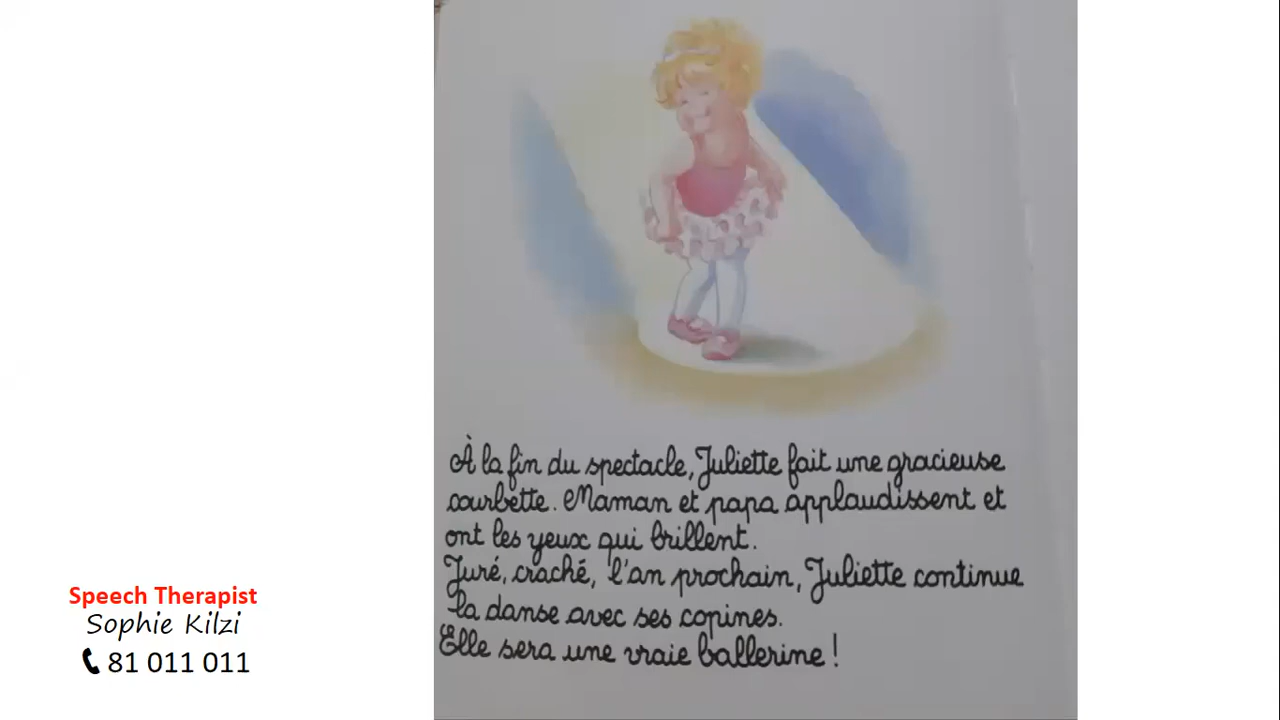 À la fin du spectacle, Juliette fait une gracieuse
courbette. Maman et papa applaudissent et
ont les yeux qui brillent.
Juré, craché, l'an prochain, Juliette continue
la danse avec ses copines.
Elle sera une vraie ballerine !
Speech Therapist
Sophie Kilzi
81 011 011